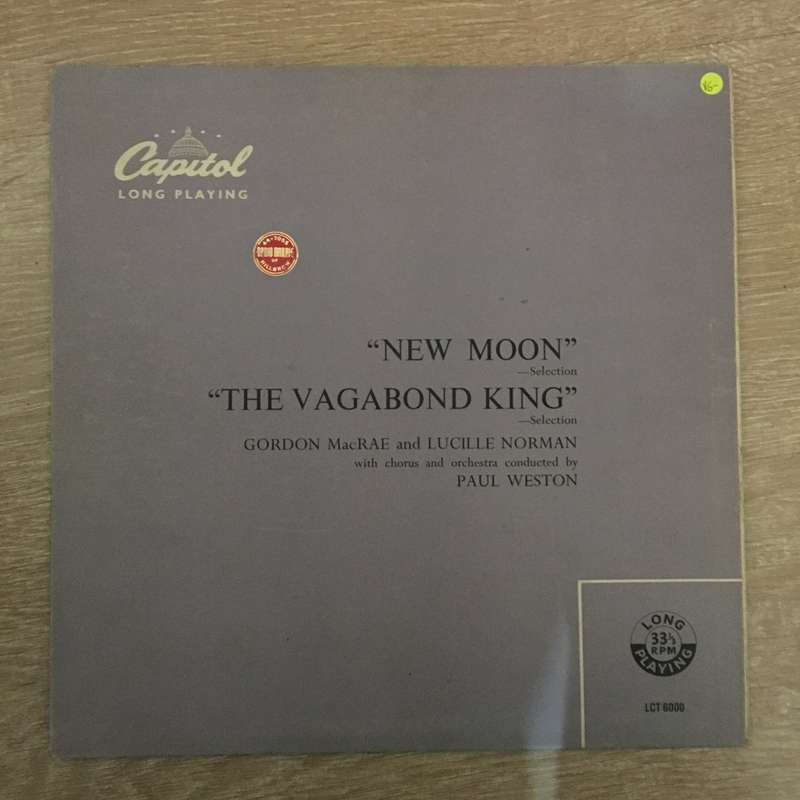 Capitol
LONG PLAYING
"NEW MOON"
—Selection
"THE VAGABOND KING"
—Selection
GORDON MacRAE and LUCILLE NORMAN
with chorus and orchestra conducted by
PAUL WESTON
LONG
33⅓
RPM
PLAYING
LCT 6000